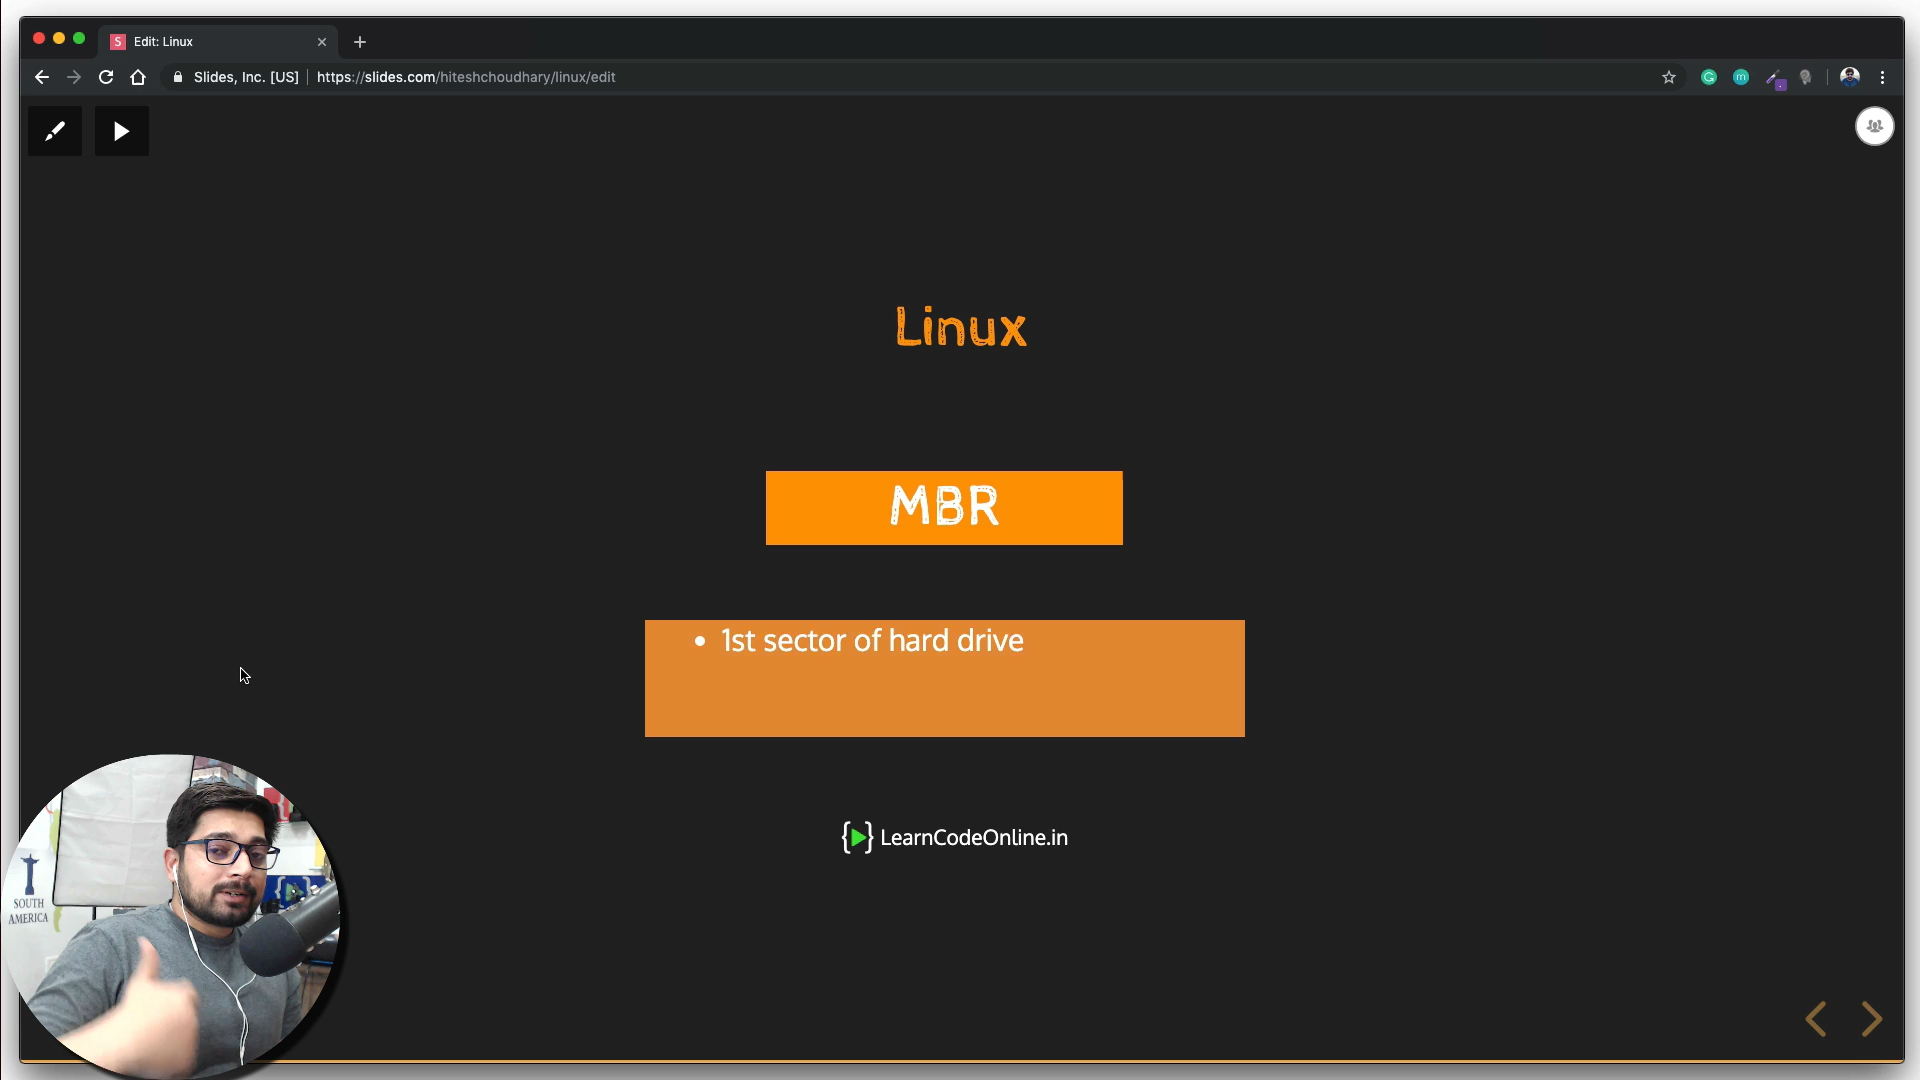 S Edit: Linux
Slides, Inc. [US] https://slides.com/hiteshchoudhary/linux/edit
Linux
MBR
• 1st sector of hard drive
{▶} LearnCodeOnline.in
SOUTH
AMERICA